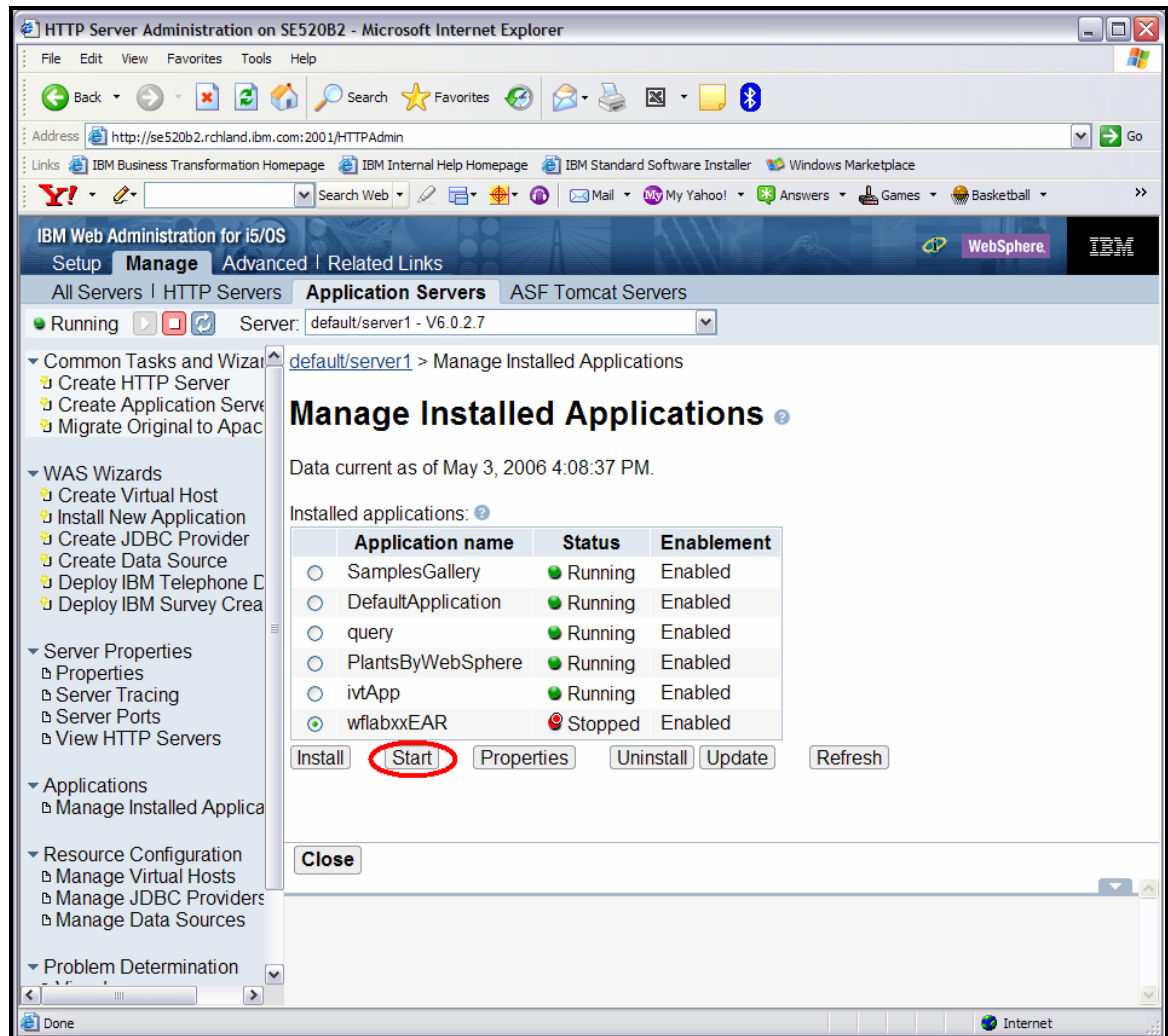 HTTP Server Administration on SE520B2 - Microsoft Internet Explorer
File Edit View Favorites Tools Help
Back Search Favorites
Address http://se520b2.rchland.ibm.com:2001/HTTPAdmin Go
Links IBM Business Transformation Homepage IBM Internal Help Homepage IBM Standard Software Installer Windows Marketplace
Y! Search Web Mail My Yahoo! Answers Games Basketball >>
IBM Web Administration for i5/OS
WebSphere. IBM
Setup Manage Advanced | Related Links
All Servers | HTTP Servers Application Servers ASF Tomcat Servers
Running Server: default/server1 - V6.0.2.7
Common Tasks and Wizar
Create HTTP Server
Create Application Serve
Migrate Original to Apac
WAS Wizards
Create Virtual Host
Install New Application
Create JDBC Provider
Create Data Source
Deploy IBM Telephone D
Deploy IBM Survey Crea
Server Properties
Properties
Server Tracing
Server Ports
View HTTP Servers
Applications
Manage Installed Applica
Resource Configuration
Manage Virtual Hosts
Manage JDBC Providers
Manage Data Sources
Problem Determination
default/server1 > Manage Installed Applications
Manage Installed Applications
Data current as of May 3, 2006 4:08:37 PM.
Installed applications:
Application name Status Enablement
SamplesGallery Running Enabled
DefaultApplication Running Enabled
query Running Enabled
PlantsByWebSphere Running Enabled
ivtApp Running Enabled
wflabxxEAR Stopped Enabled
Install Start Properties Uninstall Update Refresh
Close
Done Internet